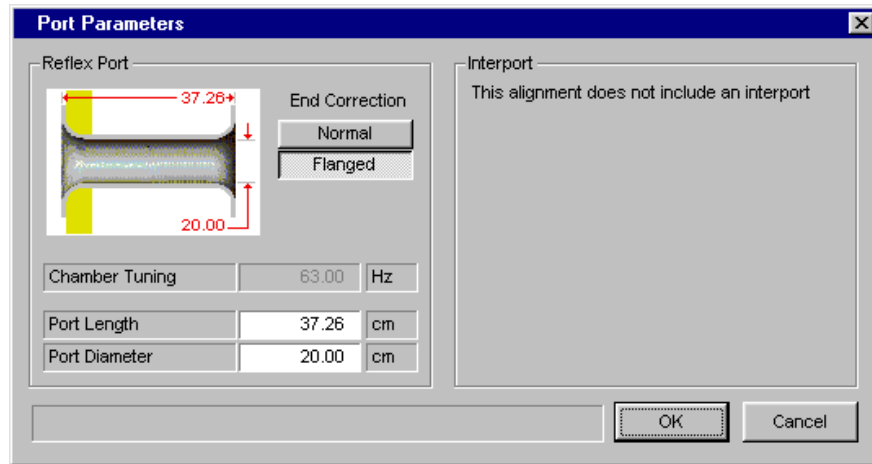 Port Parameters
Reflex Port
37.26
20.00
End Correction
Normal
Flanged
Chamber Tuning 63.00 Hz
Port Length 37.26 cm
Port Diameter 20.00 cm
Interport
This alignment does not include an interport
OK Cancel